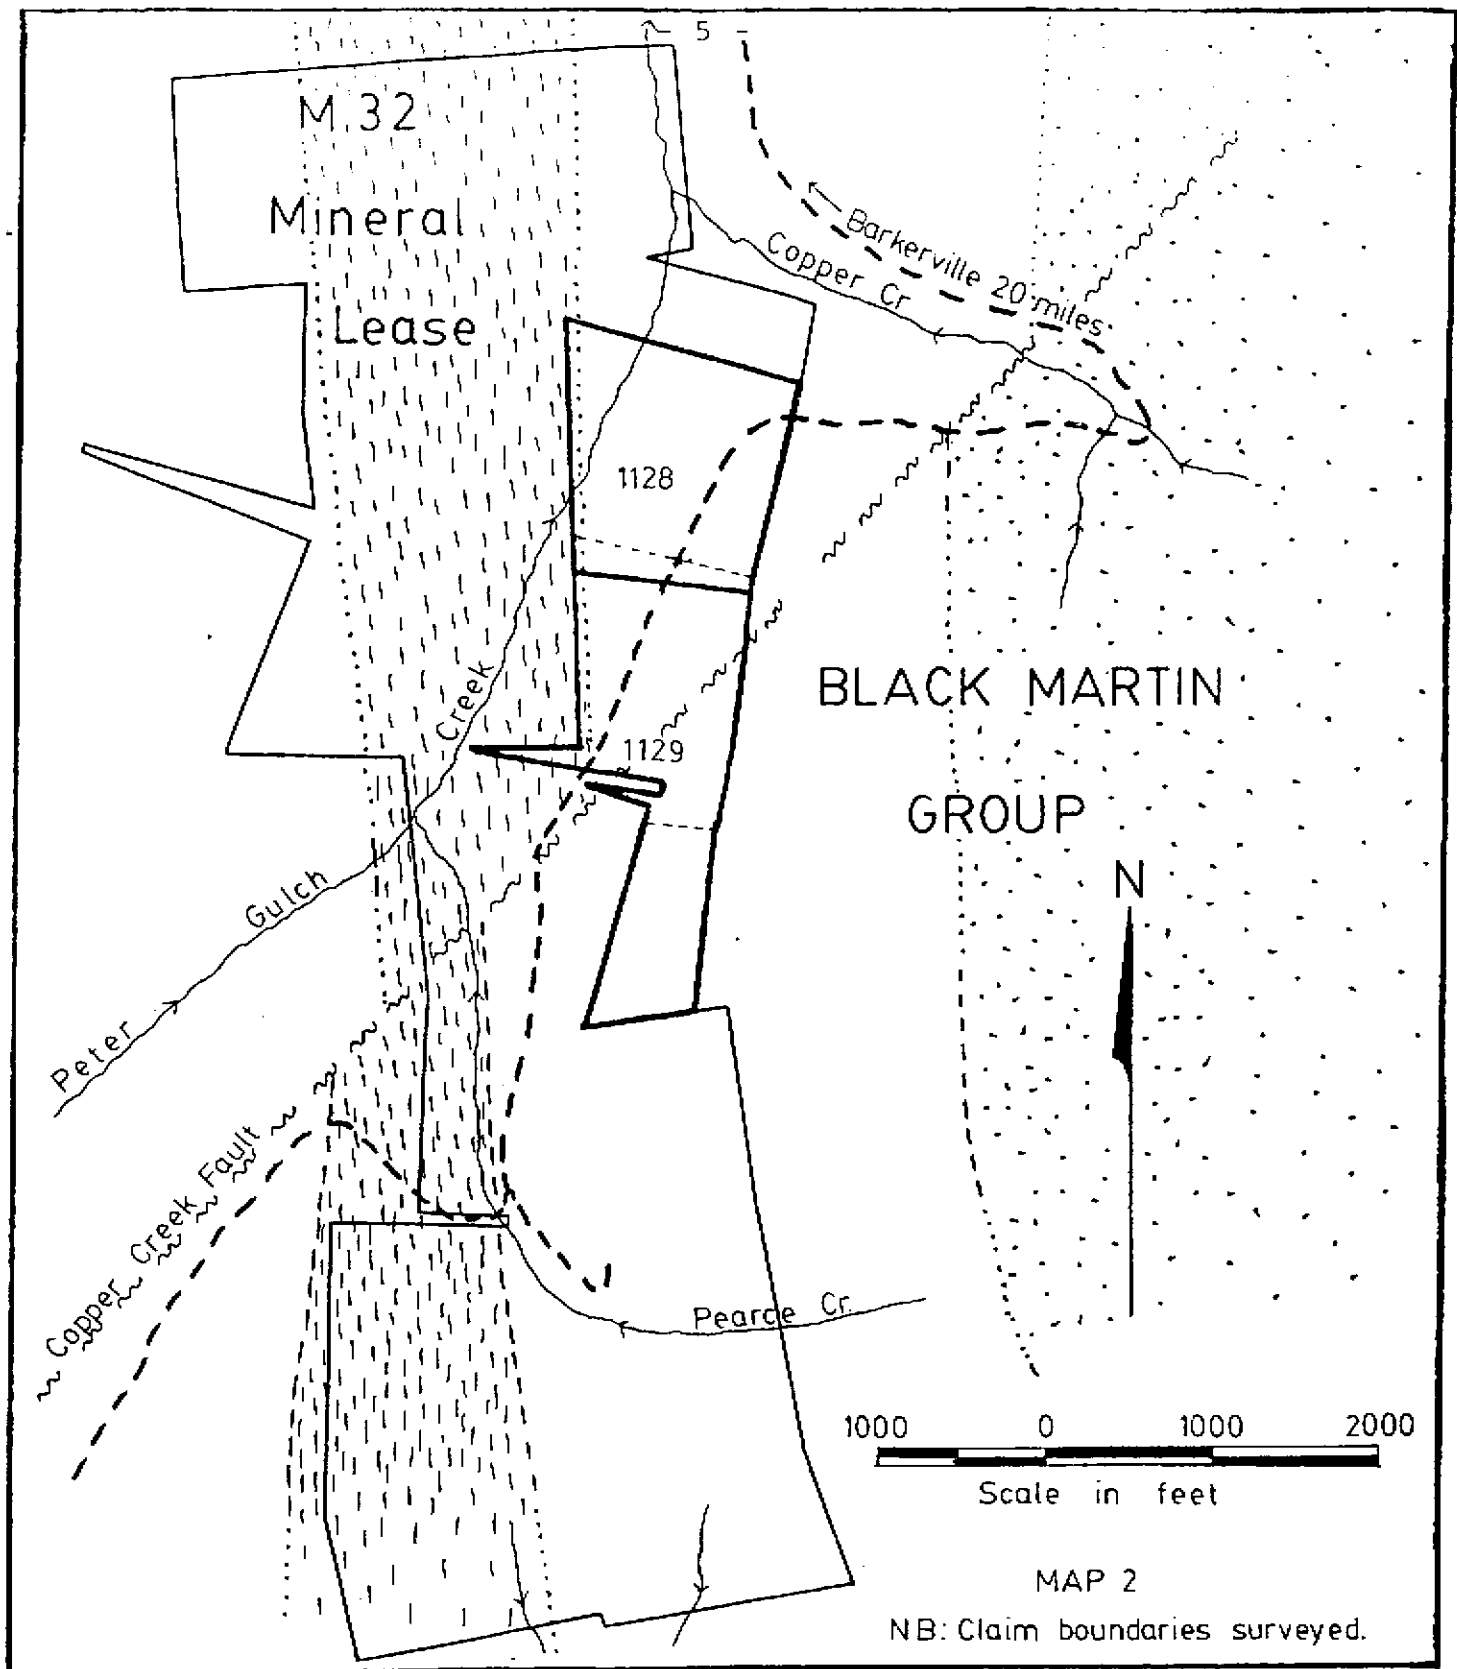 5
M 32
Mineral
Lease
Barkerville 20 miles
Copper Cr
1128
Creek
1129
BLACK MARTIN
GROUP
N
Gulch
Peter
Copper Creek Fault
Pearce Cr.
1000 0 1000 2000
Scale in feet
MAP 2
NB: Claim boundaries surveyed.